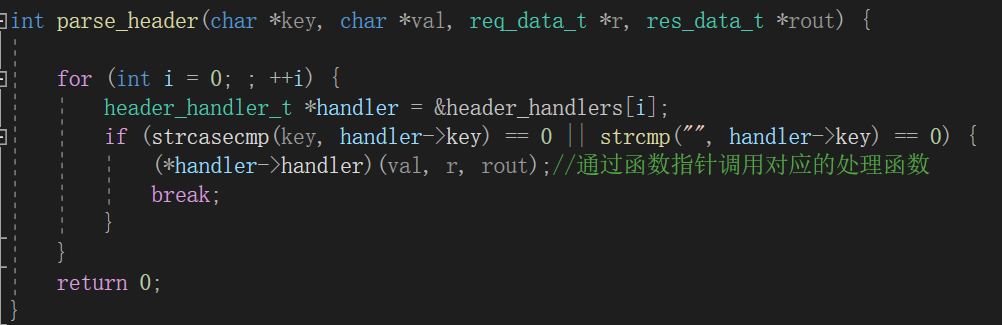 int parse_header(char *key, char *val, req_data_t *r, res_data_t *rout) {
for (int i = 0; ; ++i) {
header_handler_t *handler = &header_handlers[i];
if (strcasecmp(key, handler->key) == 0 || strcmp("", handler->key) == 0) {
(*handler->handler)(val, r, rout);//通过函数指针调用对应的处理函数
break;
}
}
return 0;
}